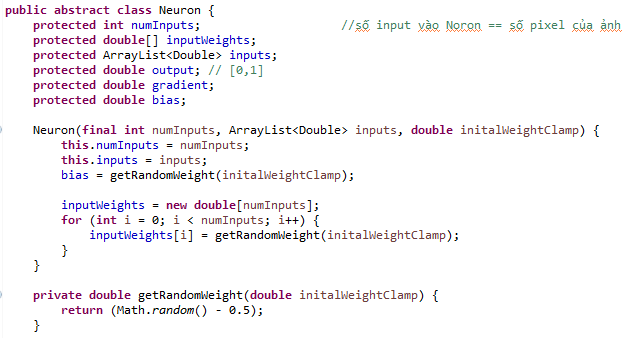 public abstract class Neuron {
    protected int numInputs;                    //số input vào Noron == số pixel của ảnh
    protected double[] inputWeights;
    protected ArrayList<Double> inputs;
    protected double output; // [0,1]
    protected double gradient;
    protected double bias;

    Neuron(final int numInputs, ArrayList<Double> inputs, double initalWeightClamp) {
        this.numInputs = numInputs;
        this.inputs = inputs;
        bias = getRandomWeight(initalWeightClamp);

        inputWeights = new double[numInputs];
        for (int i = 0; i < numInputs; i++) {
            inputWeights[i] = getRandomWeight(initalWeightClamp);
        }
    }

    private double getRandomWeight(double initalWeightClamp) {
        return (Math.random() - 0.5);
    }